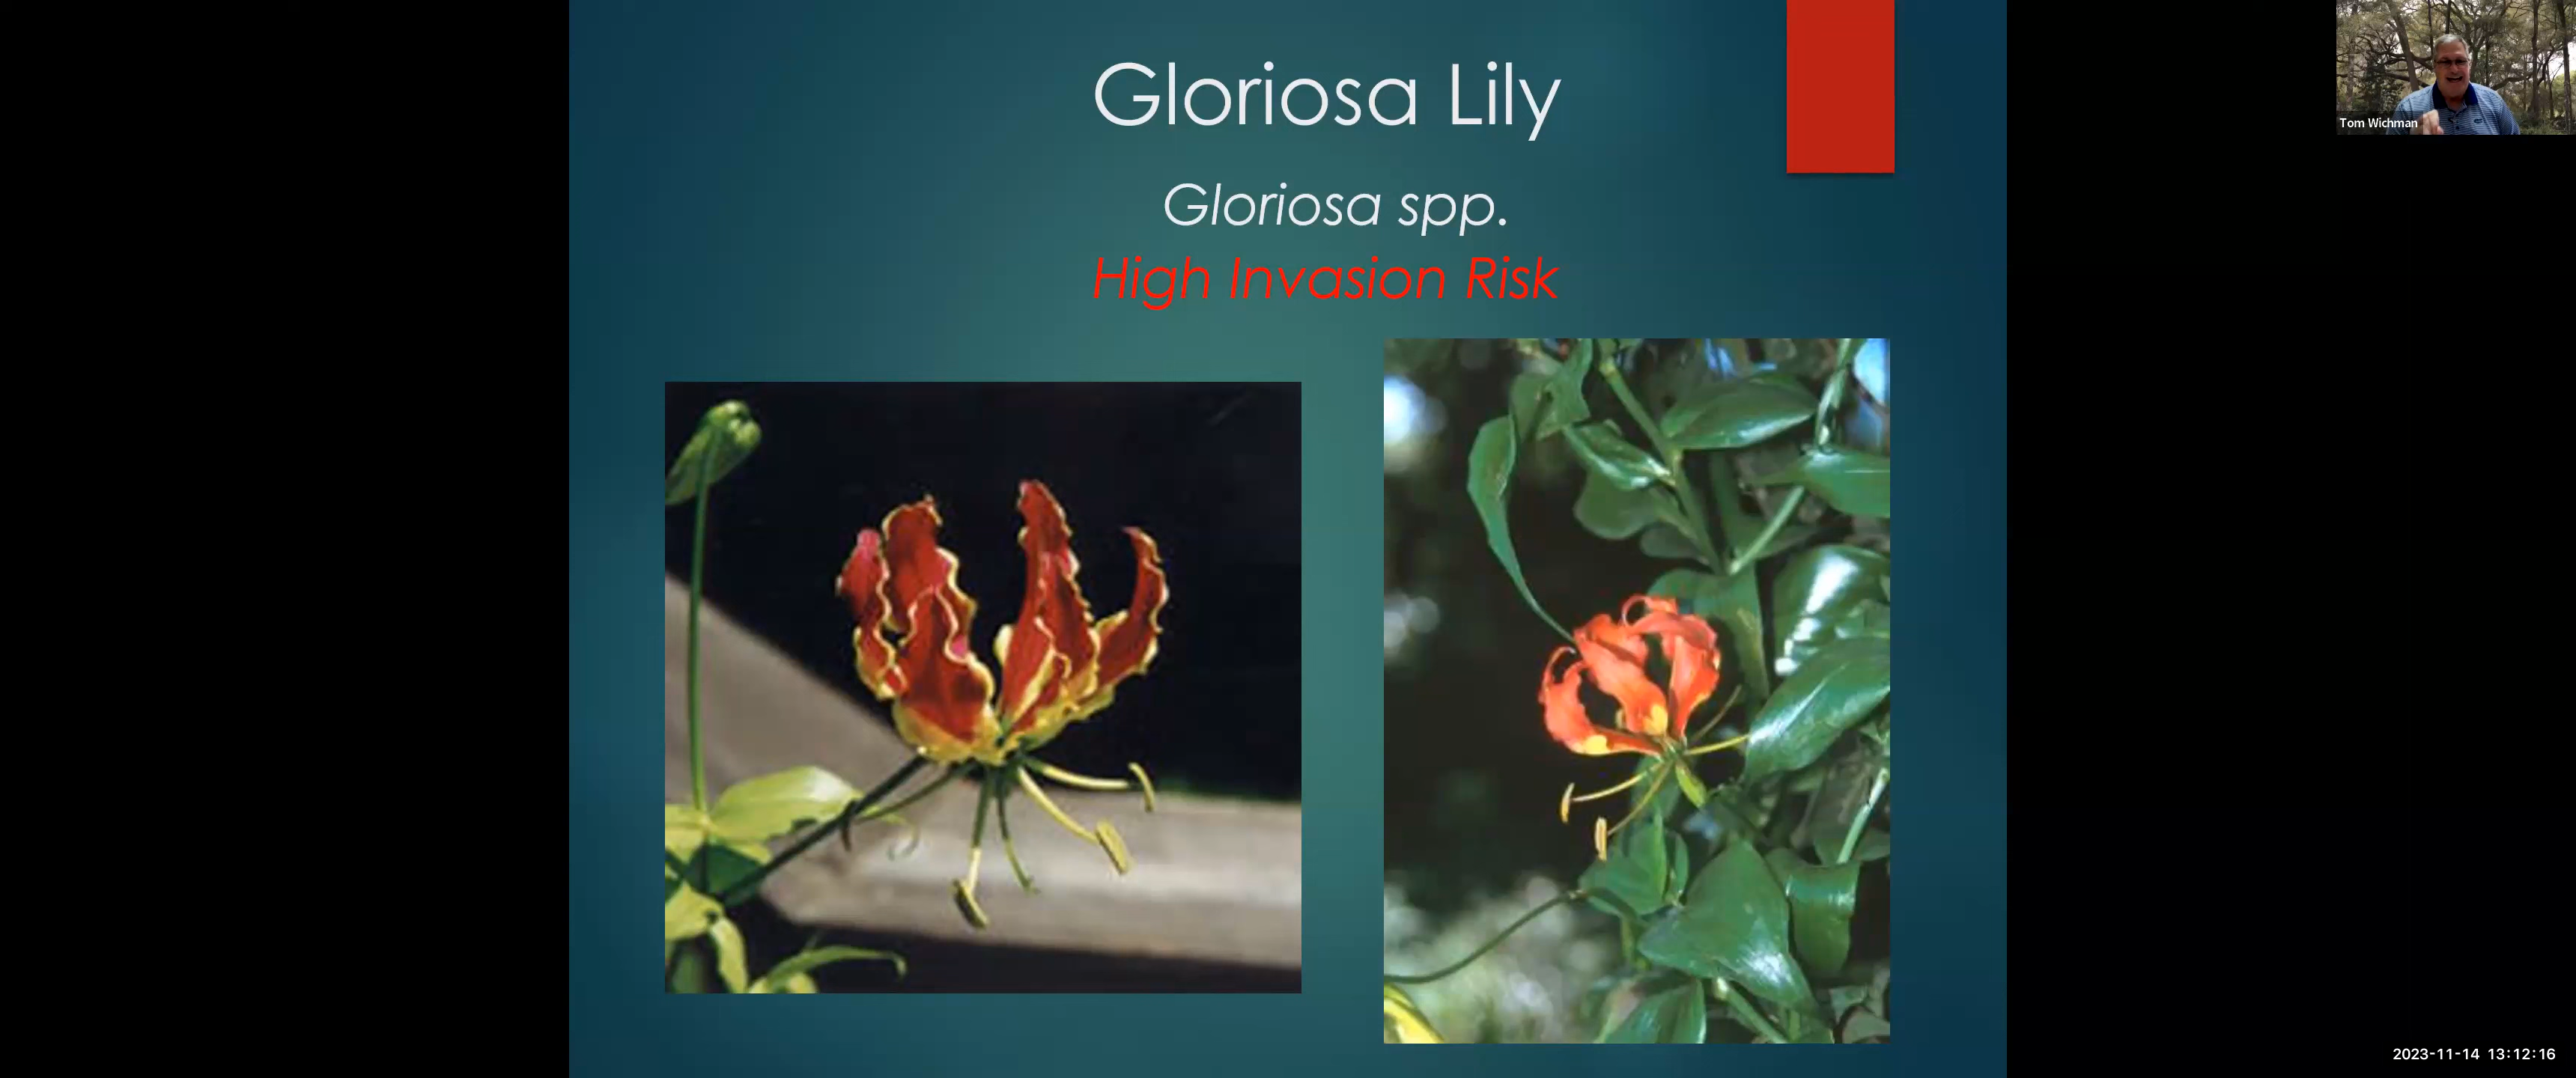 Gloriosa Lily
Gloriosa spp.
High Invasion Risk
Tom Wichman
2023-11-14 13:12:16